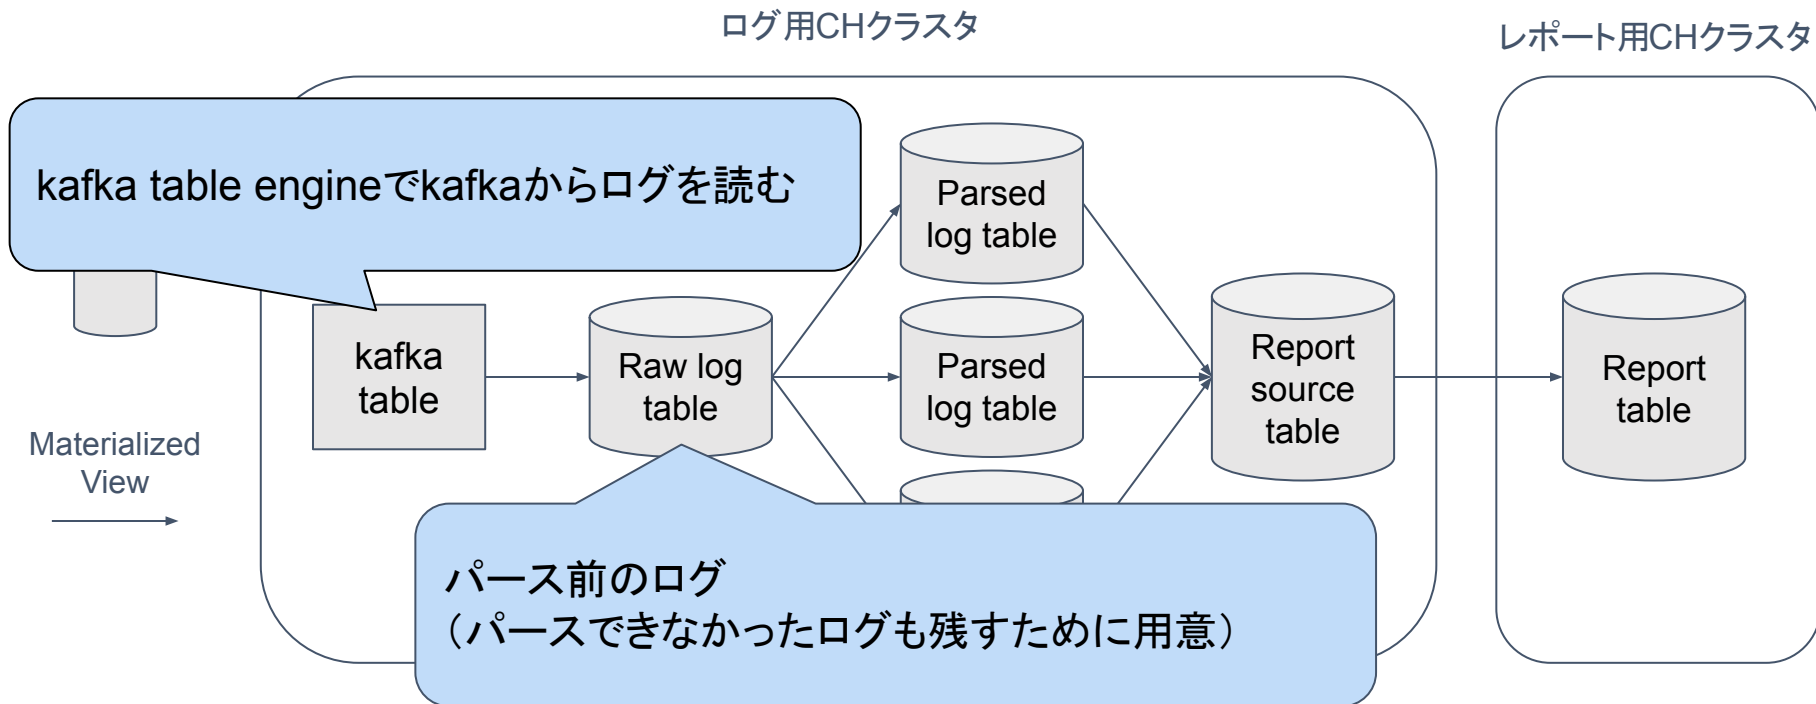 ログ用CHクラスタ
レポート用CHクラスタ
kafka table engineでkafkaからログを読む
kafka
table
Raw log
table
Parsed
log table
Parsed
log table
Report
source
table
Report
table
Materialized
View
パース前のログ
（パースできなかったログも残すために用意）